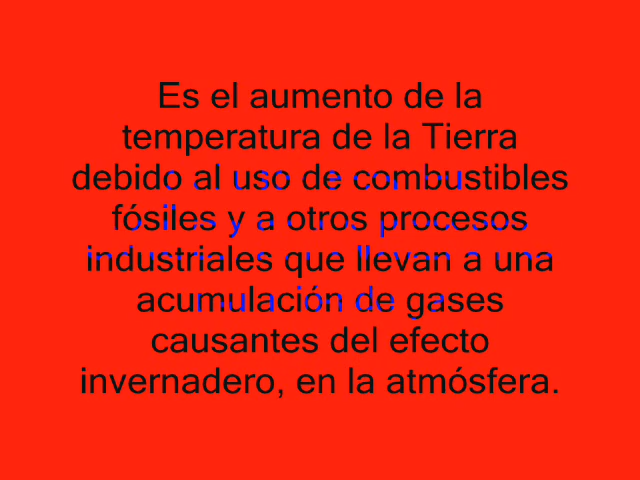 Es el aumento de la
temperatura de la Tierra
debido al uso de combustibles
fósiles y a otros procesos
industriales que llevan a una
acumulación de gases
causantes del efecto
invernadero, en la atmósfera.